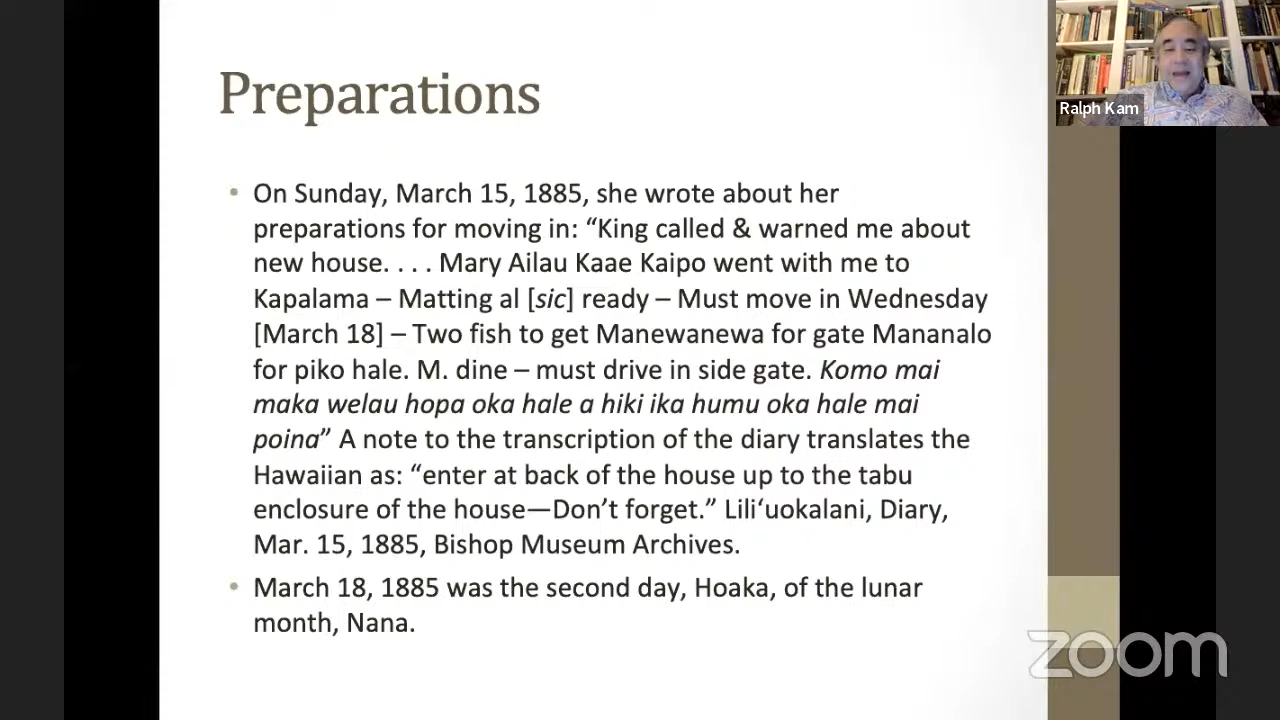 Preparations
Ralph Kam
• On Sunday, March 15, 1885, she wrote about her
preparations for moving in: “King called & warned me about
new house. . . . Mary Ailau Kaae Kaipo went with me to
Kapalama – Matting al [sic] ready – Must move in Wednesday
[March 18] – Two fish to get Manewanewa for gate Mananalo
for piko hale. M. dine – must drive in side gate. Komo mai
maka welau hopa oka hale a hiki ika humu oka hale mai
poina” A note to the transcription of the diary translates the
Hawaiian as: “enter at back of the house up to the tabu
enclosure of the house—Don’t forget.” Lili‘uokalani, Diary,
Mar. 15, 1885, Bishop Museum Archives.
• March 18, 1885 was the second day, Hoaka, of the lunar
month, Nana.
zoom